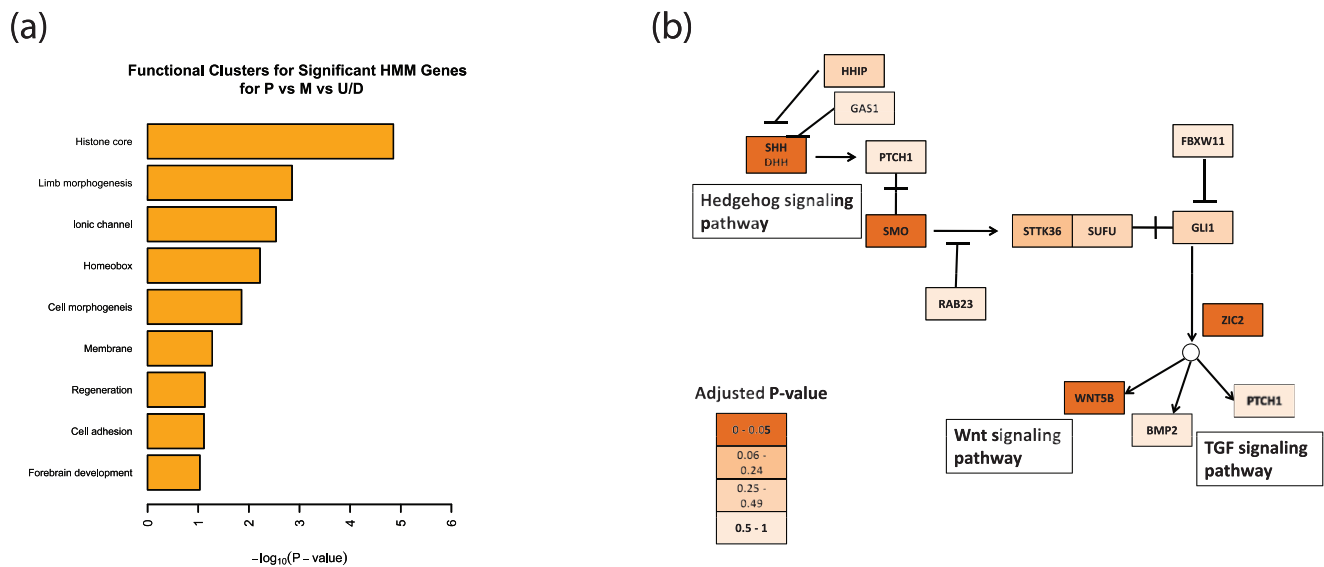 (a)
Functional Clusters for Significant HMM Genes
for P vs M vs U/D
Histone core
Limb morphogenesis
Ionic channel
Homeobox
Cell morphogeneis
Membrane
Regeneration
Cell adhesion
Forebrain development
0 1 2 3 4 5 6
−log10(P − value)
(b)
HHIP
GAS1
SHH
DHH
PTCH1
FBXW11
Hedgehog signaling
pathway
SMO
STTK36 SUFU
GLI1
RAB23
ZIC2
Adjusted P-value
0 - 0.05
0.06 -
0.24
0.25 -
0.49
0.5 - 1
WNT5B
PTCH1
BMP2
Wnt signaling
pathway
TGF signaling
pathway